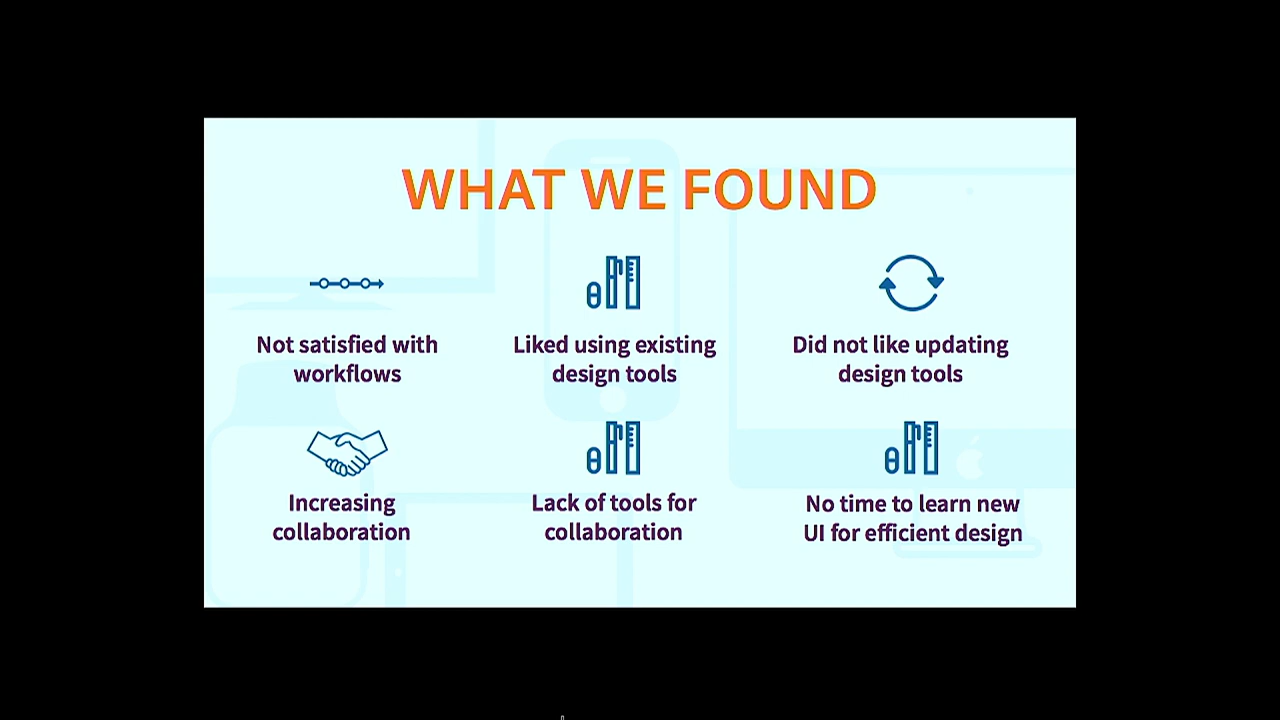 WHAT WE FOUND
Not satisfied with
workflows
Liked using existing
design tools
Did not like updating
design tools
Increasing
collaboration
Lack of tools for
collaboration
No time to learn new
UI for efficient design